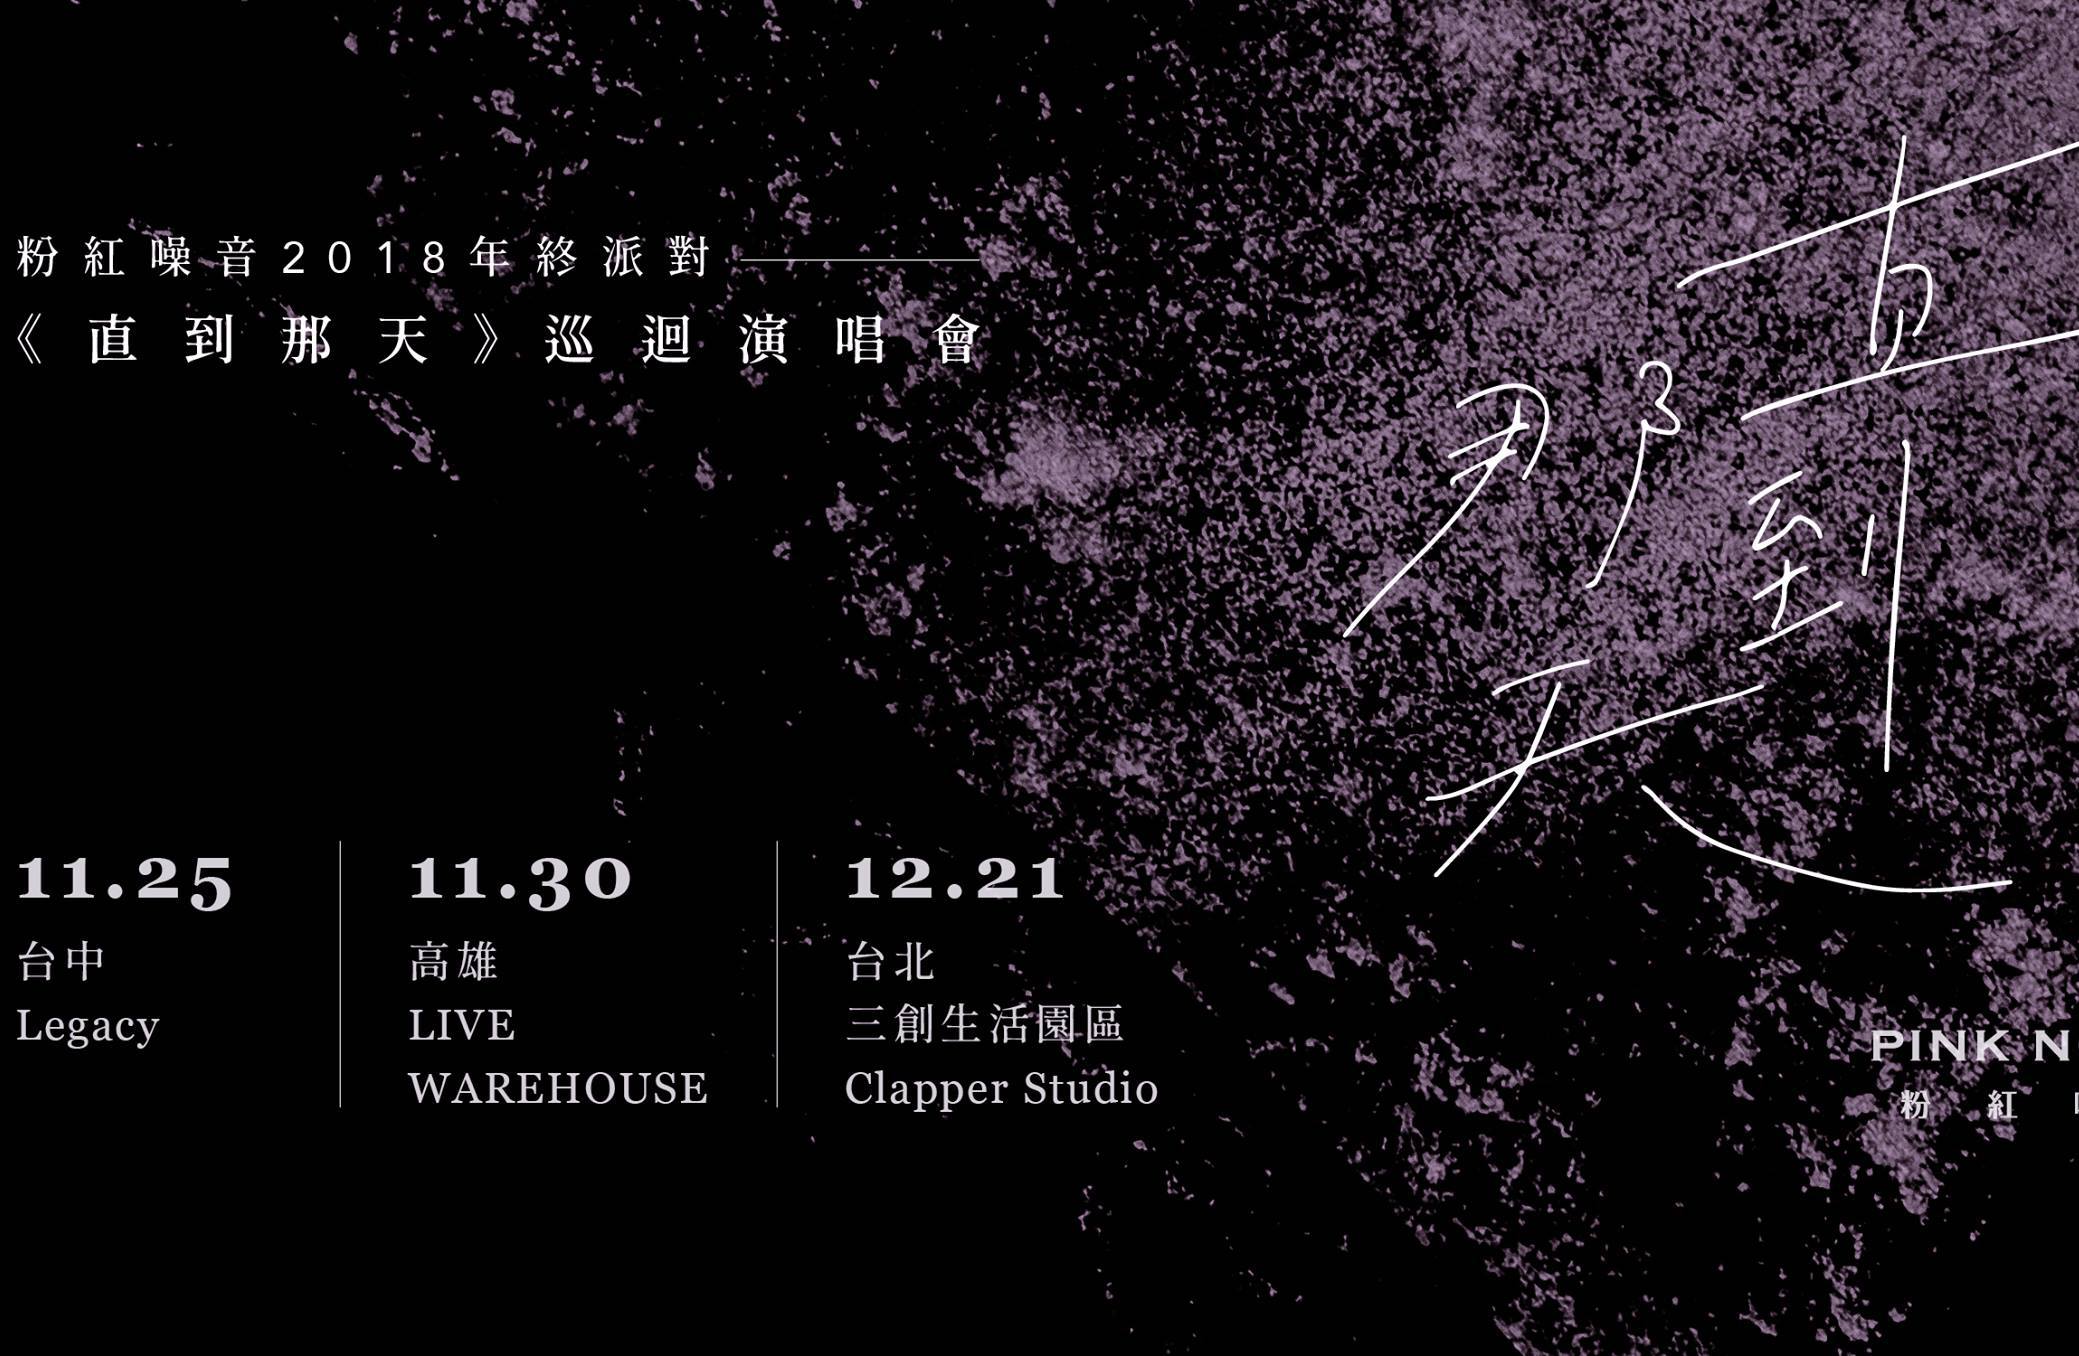 粉紅噪音2018年終派對
《直到那天》巡迴演唱會
直到
那天
11.25
台中
Legacy
11.30
高雄
LIVE
WAREHOUSE
12.21
台北
三創生活園區
Clapper Studio
PINK N
粉紅